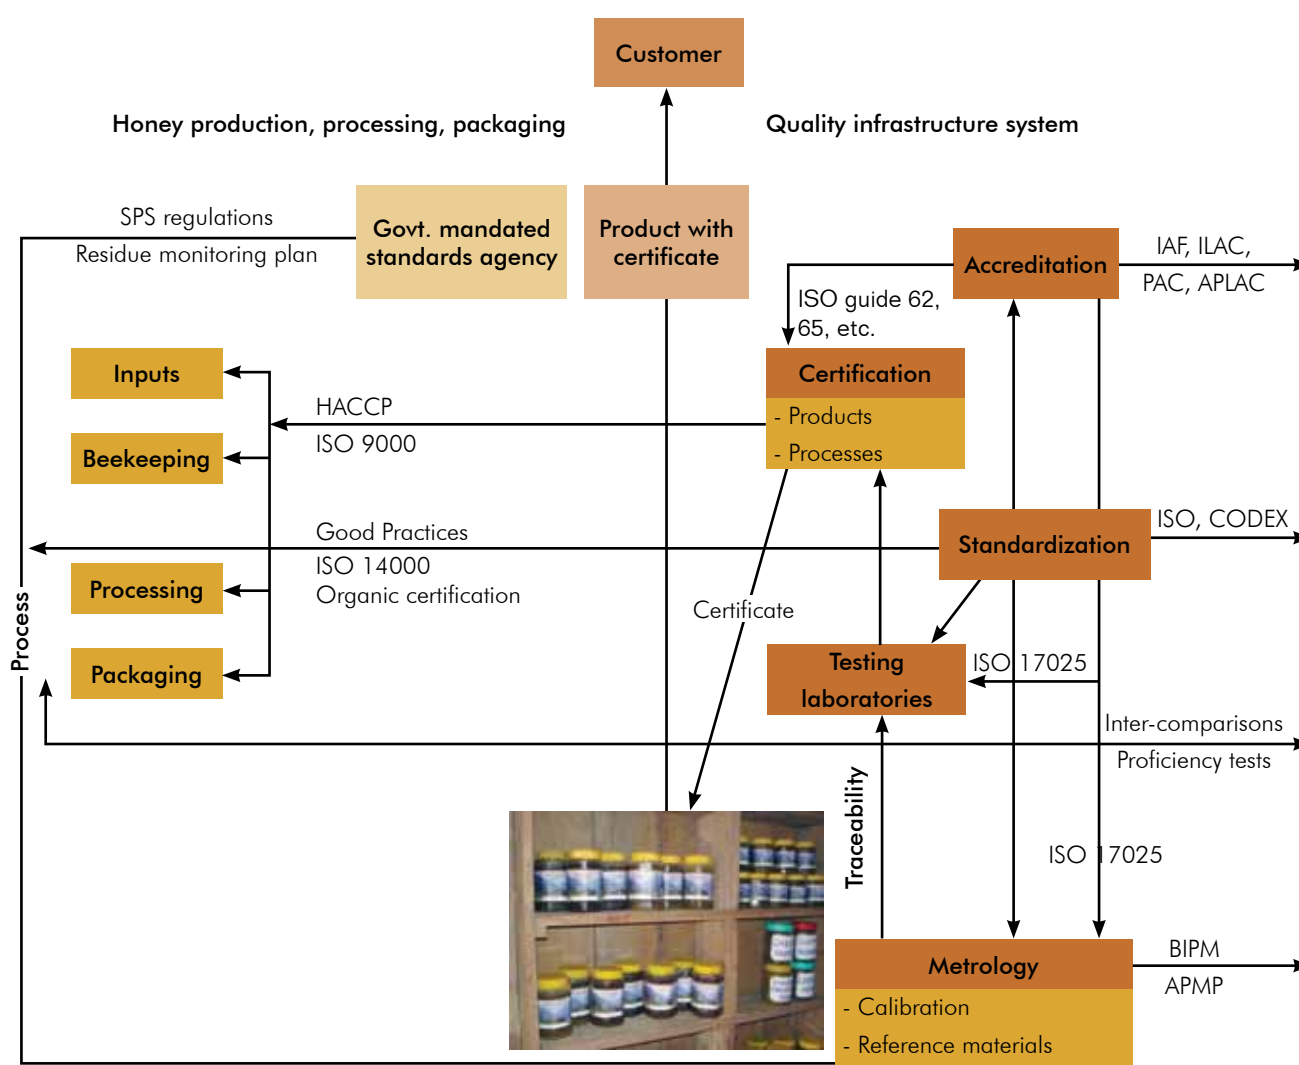 Customer
Honey production, processing, packaging
Quality infrastructure system
SPS regulations
Residue monitoring plan
Govt. mandated
standards agency
Product with
certificate
Accreditation
IAF, ILAC,
PAC, APLAC
ISO guide 62,
65, etc.
Inputs
Certification
HACCP
- Products
ISO 9000
Beekeeping
- Processes
Good Practices
ISO, CODEX
Standardization
ISO 14000
Processing
Organic certification
Process
Certificate
Packaging
Testing
laboratories
ISO 17025
Inter-comparisons
Proficiency tests
Traceability
ISO 17025
Metrology
BIPM
APMP
- Calibration
- Reference materials